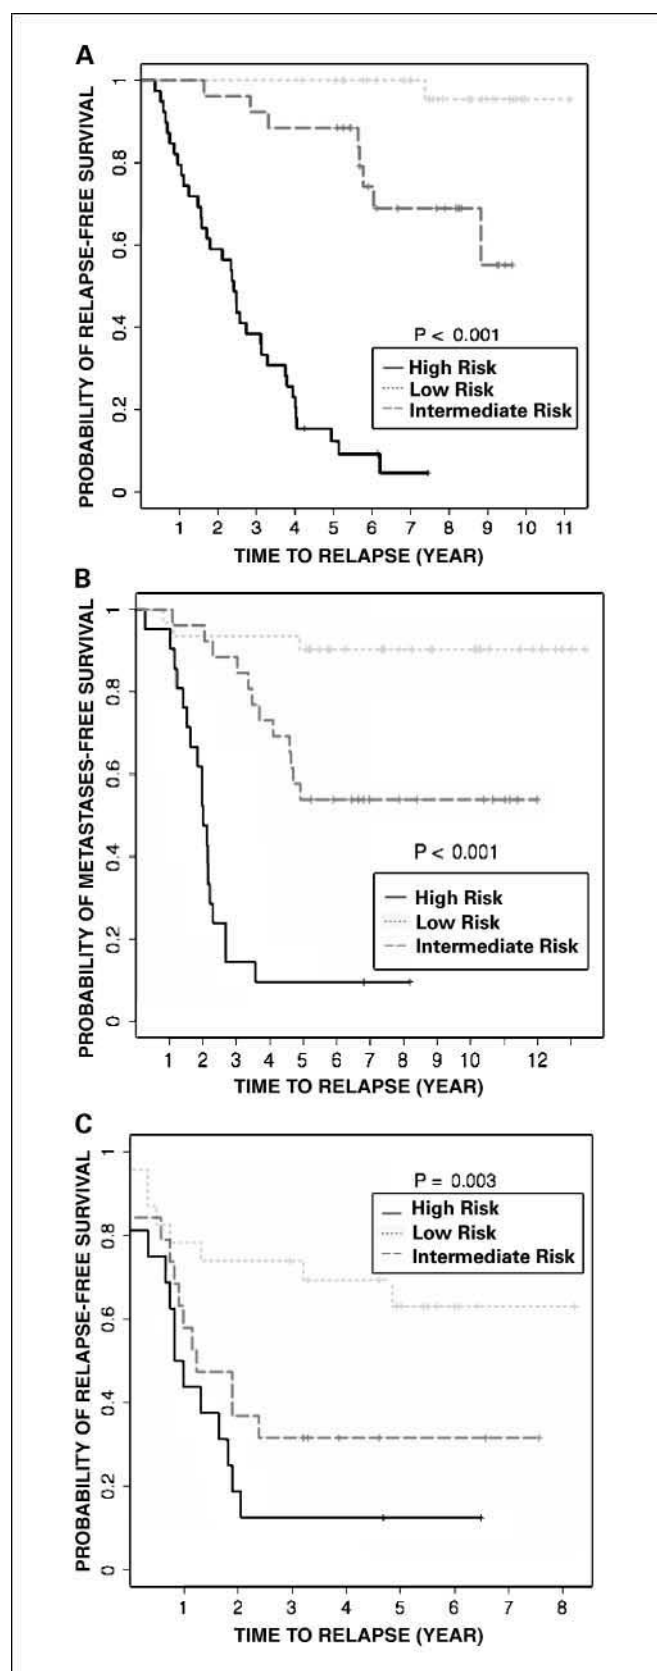 A
PROBABILITY OF RELAPSE-FREE SURVIVAL
1
0.8
0.6
0.4
0.2
0
P < 0.001
High Risk
Low Risk
Intermediate Risk
1 2 3 4 5 6 7 8 9 10 11
TIME TO RELAPSE (YEAR)
B
PROBABILITY OF METASTASES-FREE SURVIVAL
1
0.8
0.6
0.4
0.2
0
P < 0.001
High Risk
Low Risk
Intermediate Risk
1 2 3 4 5 6 7 8 9 10 12
TIME TO RELAPSE (YEAR)
C
PROBABILITY OF RELAPSE-FREE SURVIVAL
1
0.8
0.6
0.4
0.2
0
P = 0.003
High Risk
Low Risk
Intermediate Risk
1 2 3 4 5 6 7 8
TIME TO RELAPSE (YEAR)